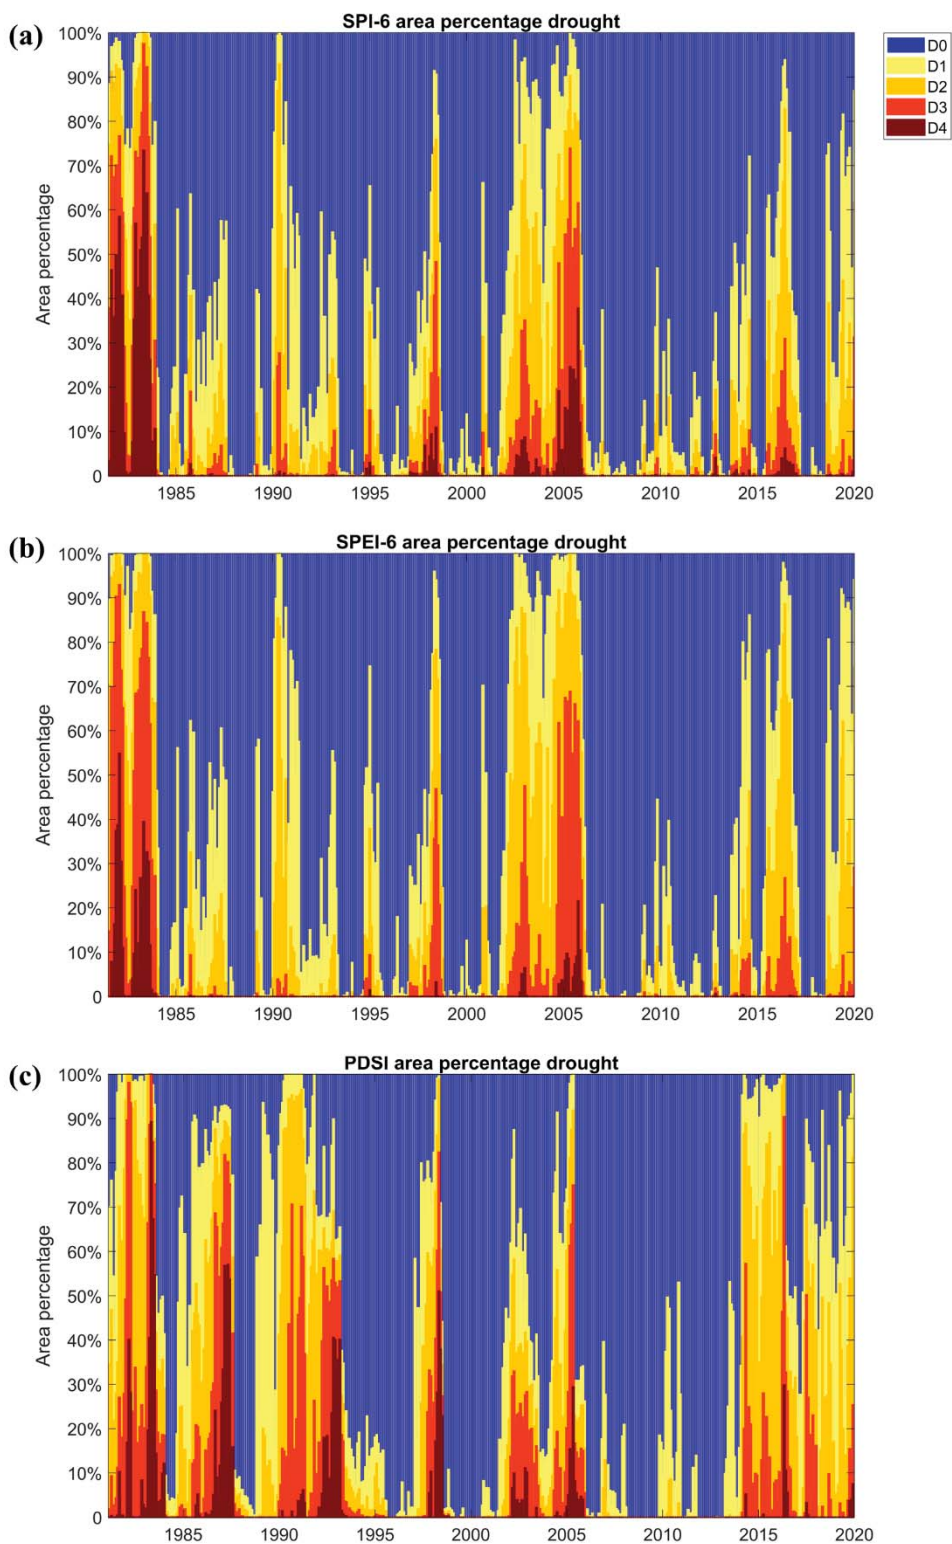 (a)
SPI-6 area percentage drought
100%
90%
80%
70%
60%
50%
40%
30%
20%
10%
0
Area percentage
1985 1990 1995 2000 2005 2010 2015 2020
D0
D1
D2
D3
D4
(b)
SPEI-6 area percentage drought
100%
90%
80%
70%
60%
50%
40%
30%
20%
10%
0
Area percentage
1985 1990 1995 2000 2005 2010 2015 2020
(c)
PDSI area percentage drought
100%
90%
80%
70%
60%
50%
40%
30%
20%
10%
0
Area percentage
1985 1990 1995 2000 2005 2010 2015 2020